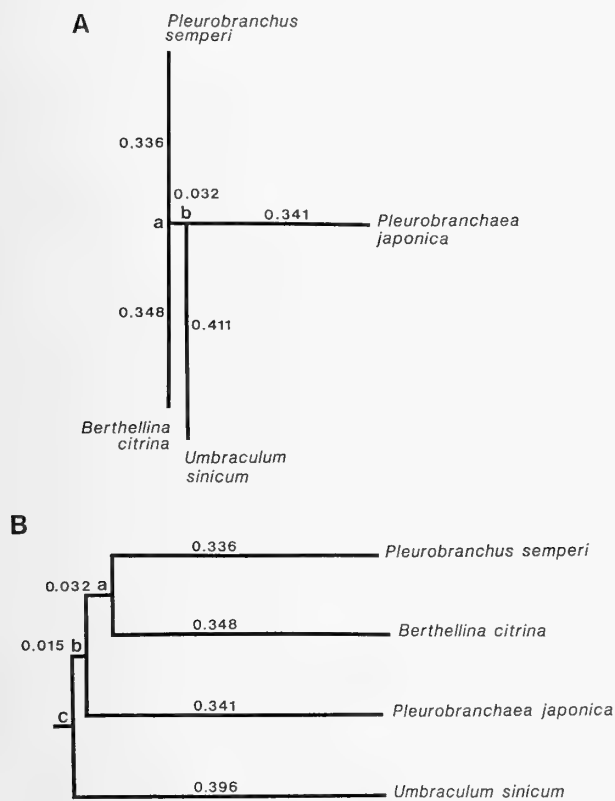 A
Pleurobranchus
semperi
0.336
0.032
a
b
0.341
Pleurobranchaea
japonica
0.348
0.411
Berthellina
citrina
Umbraculum
sinicum
B
0.336
Pleurobranchus semperi
0.032 a
0.348
Berthellina citrina
0.015 b
0.341
Pleurobranchaea japonica
c
0.396
Umbraculum sinicum